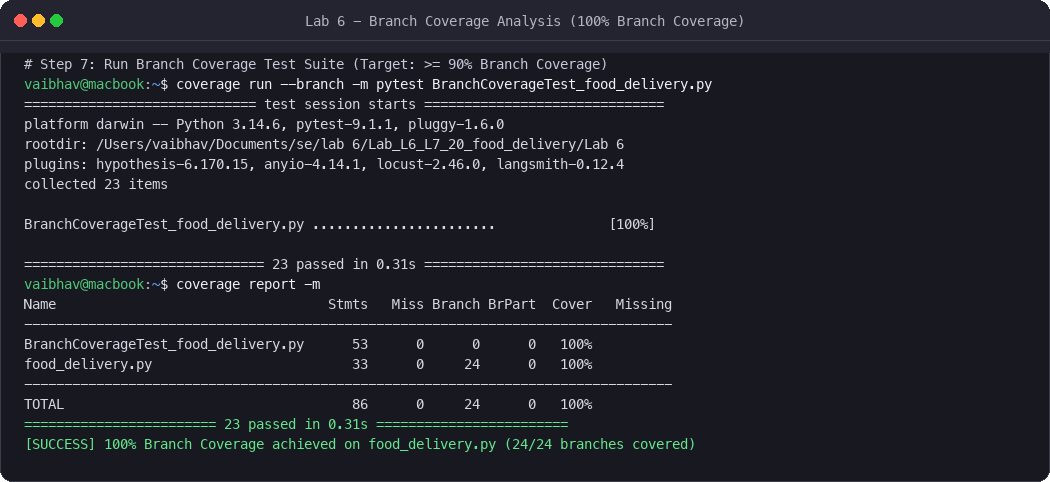 Lab 6 — Branch Coverage Analysis (100% Branch Coverage)
# Step 7: Run Branch Coverage Test Suite (Target: >= 90% Branch Coverage)
vaibhav@macbook:~$ coverage run --branch -m pytest BranchCoverageTest_food_delivery.py
============================= test session starts ==============================
platform darwin -- Python 3.14.6, pytest-9.1.1, pluggy-1.6.0
rootdir: /Users/vaibhav/Documents/se/lab 6/Lab_L6_L7_20_food_delivery/Lab 6
plugins: hypothesis-6.170.15, anyio-4.14.1, locust-2.46.0, langsmith-0.12.4
collected 23 items
BranchCoverageTest_food_delivery.py ....................... [100%]
============================== 23 passed in 0.31s ==============================
vaibhav@macbook:~$ coverage report -m
Name Stmts Miss Branch BrPart Cover Missing
---------------------------------------------------------------------------------
BranchCoverageTest_food_delivery.py 53 0 0 0 100%
food_delivery.py 33 0 24 0 100%
---------------------------------------------------------------------------------
TOTAL 86 0 24 0 100%
======================== 23 passed in 0.31s ========================
[SUCCESS] 100% Branch Coverage achieved on food_delivery.py (24/24 branches covered)